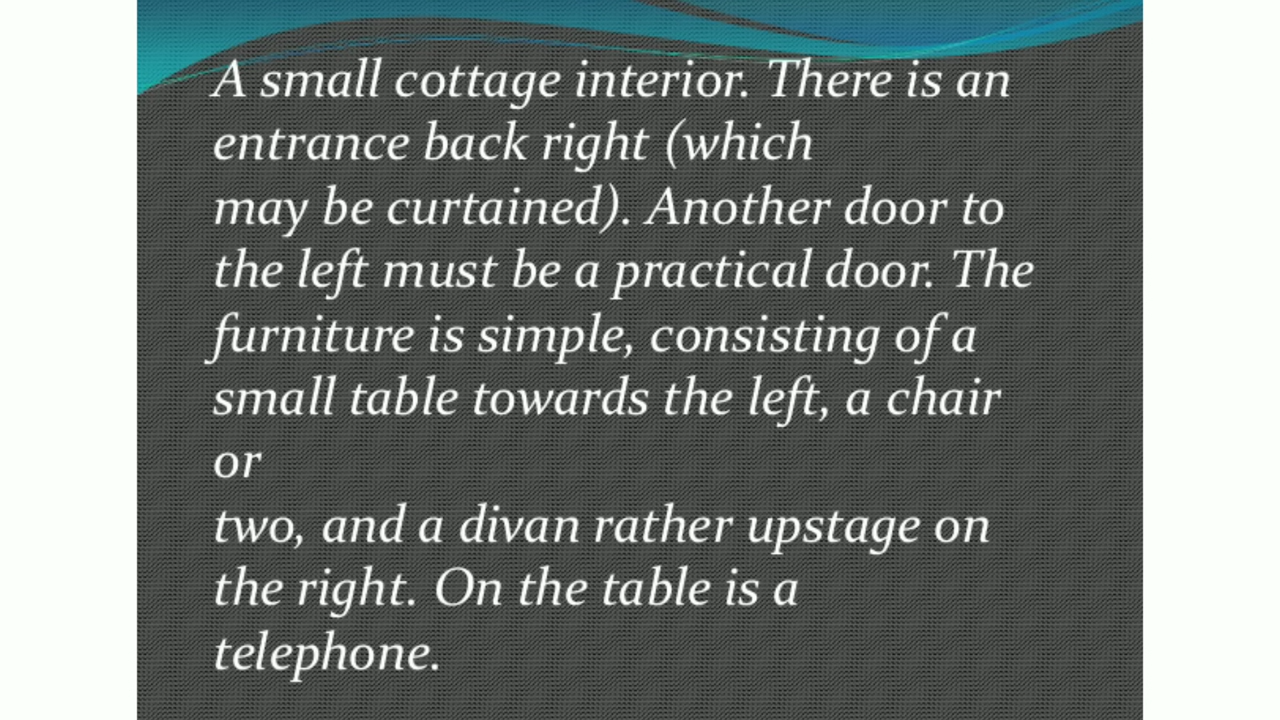 A small cottage interior. There is an
entrance back right (which
may be curtained). Another door to
the left must be a practical door. The
furniture is simple, consisting of a
small table towards the left, a chair
or
two, and a divan rather upstage on
the right. On the table is a
telephone.